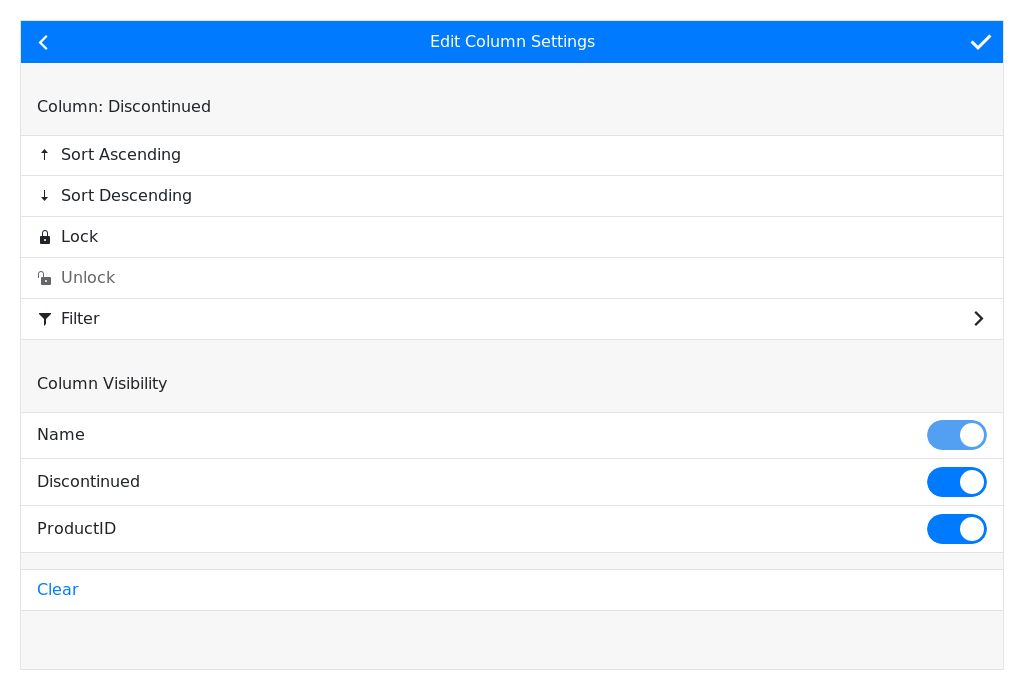 Edit Column Settings
Column: Discontinued
Sort Ascending
Sort Descending
Lock
Unlock
Filter
Column Visibility
Name
Discontinued
ProductID
Clear